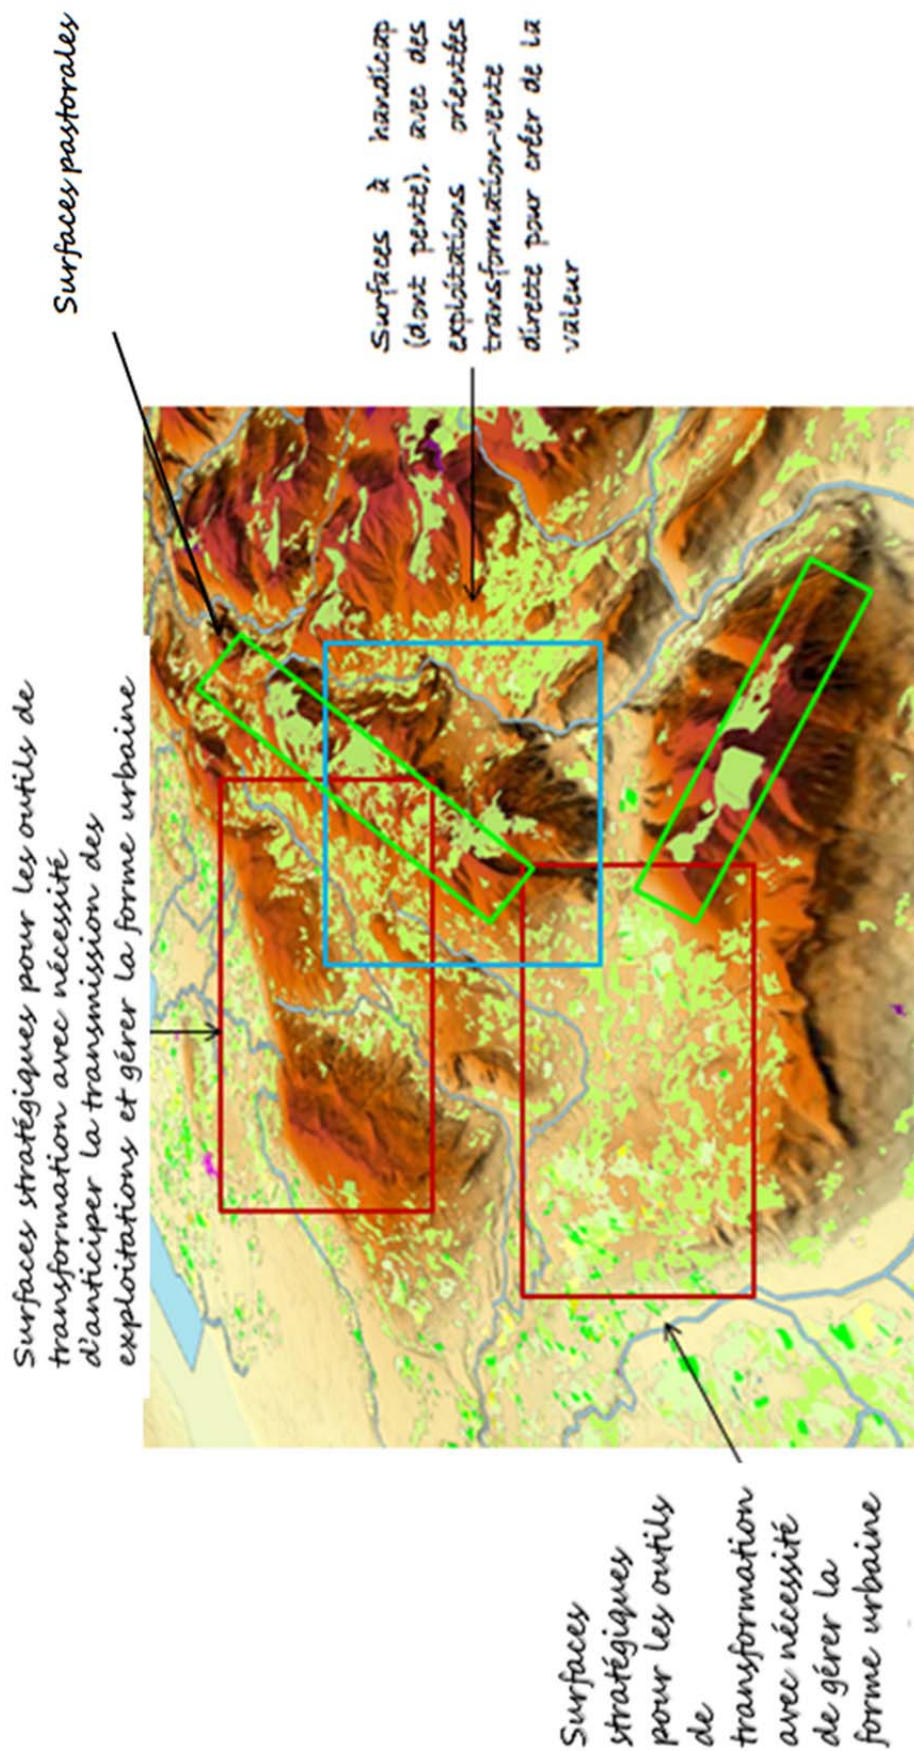 Surfaces stratégiques pour les outils de
transformation avec nécessité
d'anticiper la transmission des
exploitations et gérer la forme urbaine
Surfaces pastorales
Surfaces à handicap
(dont pente), avec des
exploitations orientées
transformation-vente
directe pour créer de la
valeur
Surfaces
stratégiques
pour les outils
de
transformation
avec nécessité
de gérer la
forme urbaine